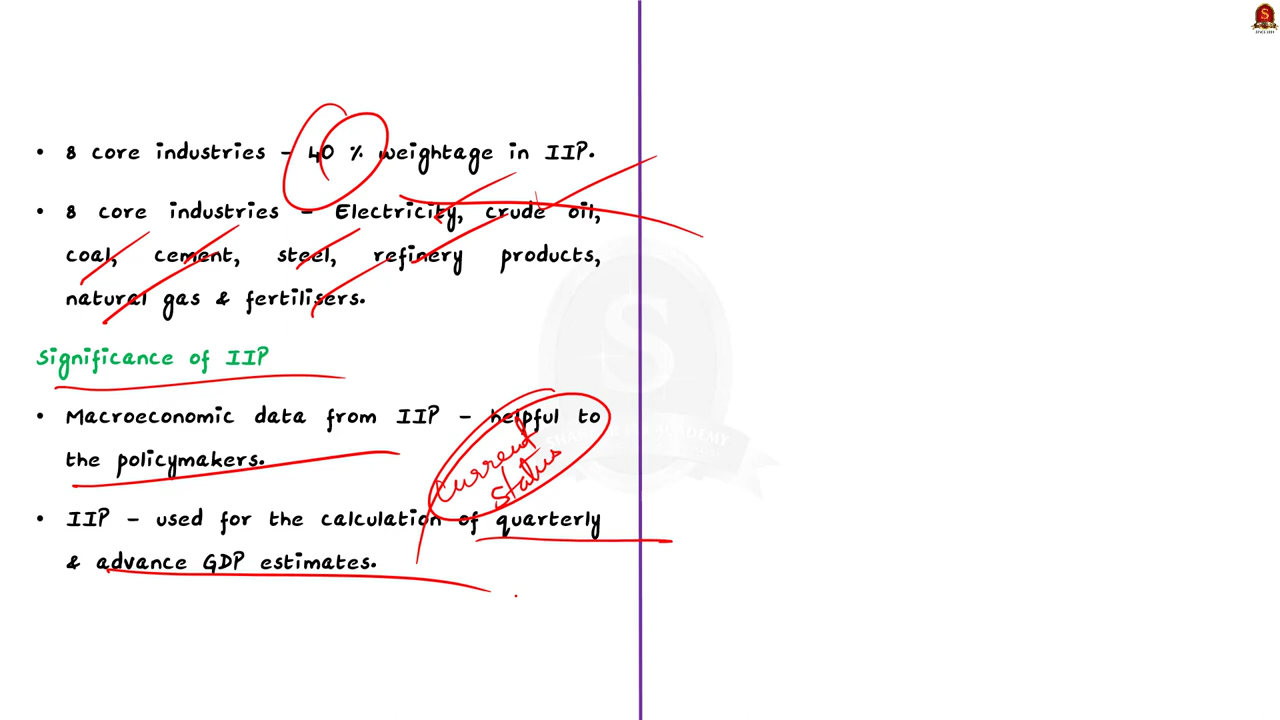 8 core industries - 40 % weightage in IIP.
8 core industries - Electricity, crude oil,
coal, cement, steel, refinery products,
natural gas & fertilisers.
Significance of IIP
Macroeconomic data from IIP - helpful to
the policymakers.
current
status
IIP - used for the calculation of quarterly
& advance GDP estimates.
S
ACADEMY